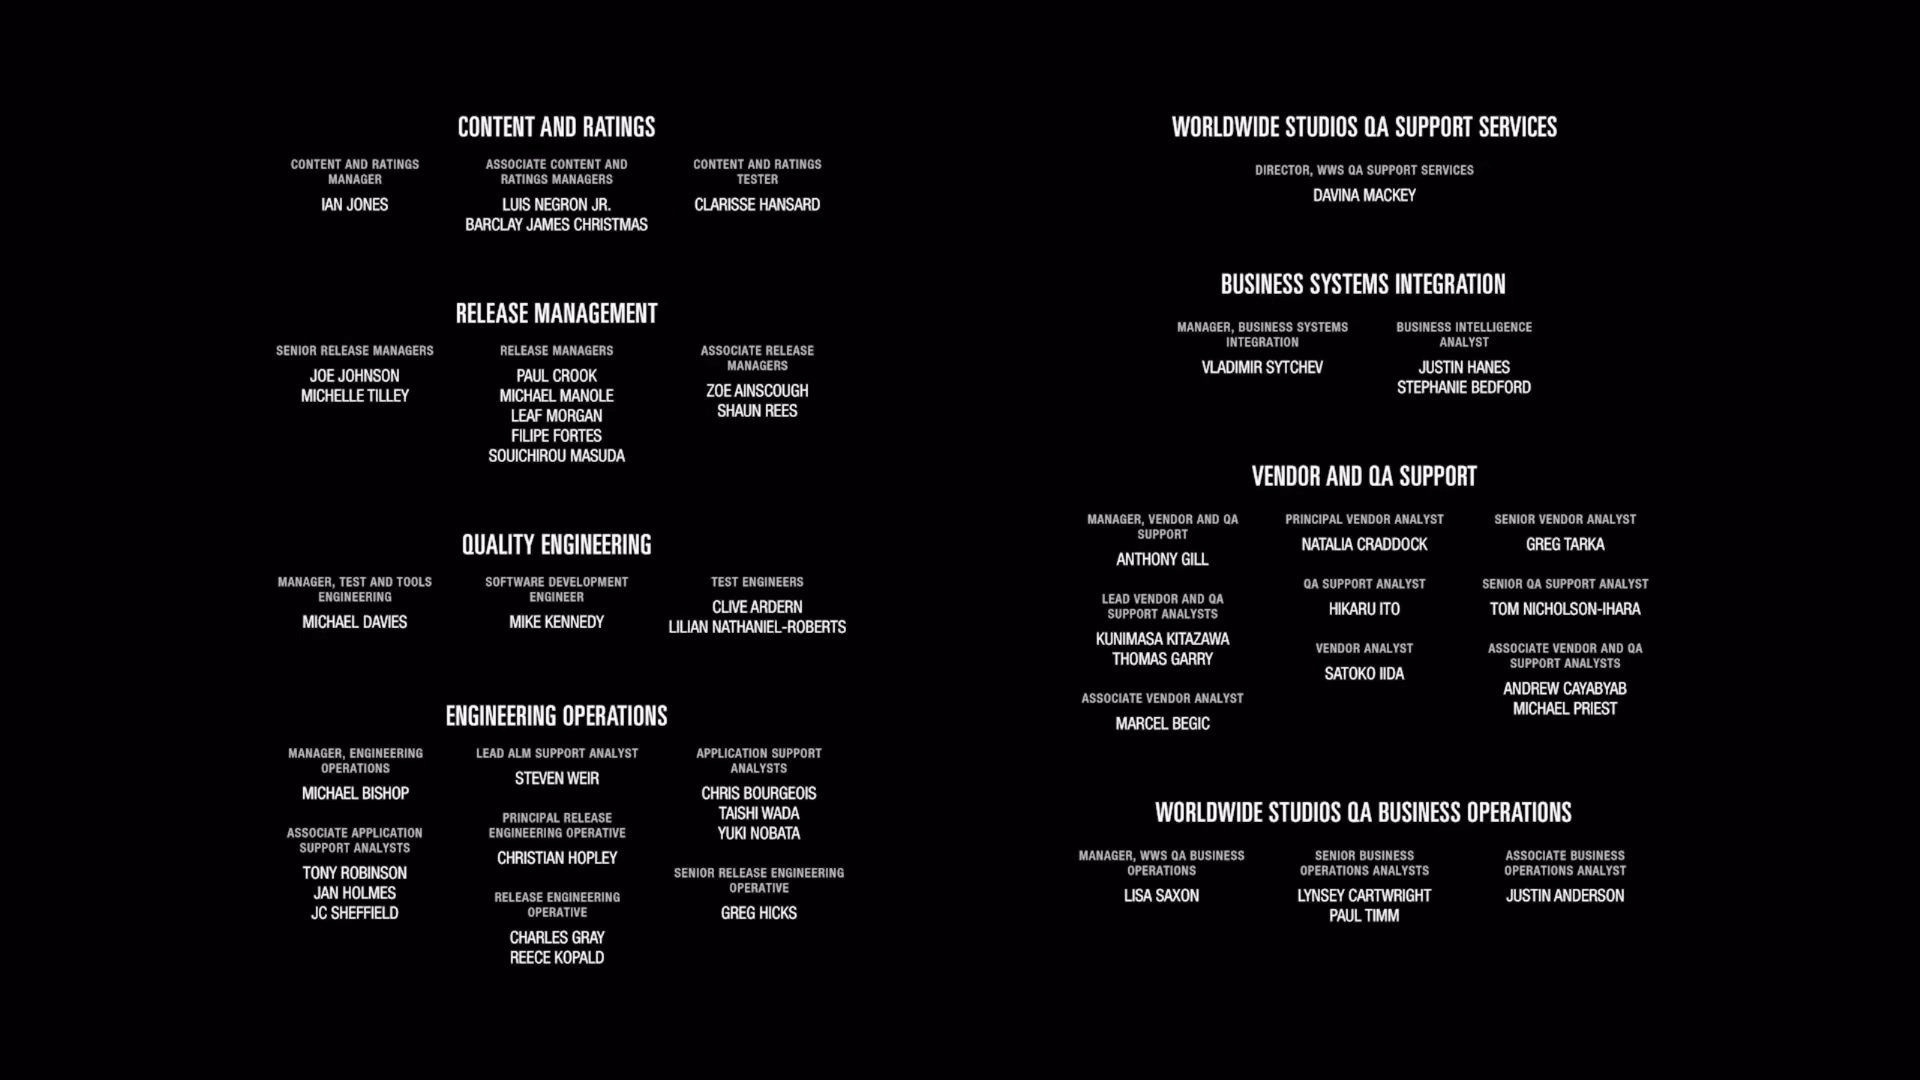 CONTENT AND RATINGS
CONTENT AND RATINGS
MANAGER
IAN JONES
ASSOCIATE CONTENT AND
RATINGS MANAGERS
LUIS NEGRON JR.
BARCLAY JAMES CHRISTMAS
CONTENT AND RATINGS
TESTER
CLARISSE HANSARD
RELEASE MANAGEMENT
SENIOR RELEASE MANAGERS
JOE JOHNSON
MICHELLE TILLEY
RELEASE MANAGERS
PAUL CROOK
MICHAEL MANOLE
LEAF MORGAN
FILIPE FORTES
SOUICHIROU MASUDA
ASSOCIATE RELEASE
MANAGERS
ZOE AINSCOUGH
SHAUN REES
QUALITY ENGINEERING
MANAGER, TEST AND TOOLS
ENGINEERING
MICHAEL DAVIES
SOFTWARE DEVELOPMENT
ENGINEER
MIKE KENNEDY
TEST ENGINEERS
CLIVE ARDERN
LILIAN NATHANIEL-ROBERTS
ENGINEERING OPERATIONS
MANAGER, ENGINEERING
OPERATIONS
MICHAEL BISHOP
ASSOCIATE APPLICATION
SUPPORT ANALYSTS
TONY ROBINSON
JAN HOLMES
JC SHEFFIELD
LEAD ALM SUPPORT ANALYST
STEVEN WEIR
PRINCIPAL RELEASE
ENGINEERING OPERATIVE
CHRISTIAN HOPLEY
RELEASE ENGINEERING
OPERATIVE
CHARLES GRAY
REECE KOPALD
APPLICATION SUPPORT
ANALYSTS
CHRIS BOURGEOIS
TAISHI WADA
YUKI NOBATA
SENIOR RELEASE ENGINEERING
OPERATIVE
GREG HICKS
WORLDWIDE STUDIOS QA SUPPORT SERVICES
DIRECTOR, WWS QA SUPPORT SERVICES
DAVINA MACKEY
BUSINESS SYSTEMS INTEGRATION
MANAGER, BUSINESS SYSTEMS
INTEGRATION
VLADIMIR SYTCHEV
BUSINESS INTELLIGENCE
ANALYST
JUSTIN HANES
STEPHANIE BEDFORD
VENDOR AND QA SUPPORT
MANAGER, VENDOR AND QA
SUPPORT
ANTHONY GILL
LEAD VENDOR AND QA
SUPPORT ANALYSTS
KUNIMASA KITAZAWA
THOMAS GARRY
ASSOCIATE VENDOR ANALYST
MARCEL BEGIC
PRINCIPAL VENDOR ANALYST
NATALIA CRADDOCK
QA SUPPORT ANALYST
HIKARU ITO
VENDOR ANALYST
SATOKO IIDA
SENIOR VENDOR ANALYST
GREG TARKA
SENIOR QA SUPPORT ANALYST
TOM NICHOLSON-IHARA
ASSOCIATE VENDOR AND QA
SUPPORT ANALYSTS
ANDREW CAYABYAB
MICHAEL PRIEST
WORLDWIDE STUDIOS QA BUSINESS OPERATIONS
MANAGER, WWS QA BUSINESS
OPERATIONS
LISA SAXON
SENIOR BUSINESS
OPERATIONS ANALYSTS
LYNSEY CARTWRIGHT
PAUL TIMM
ASSOCIATE BUSINESS
OPERATIONS ANALYST
JUSTIN ANDERSON